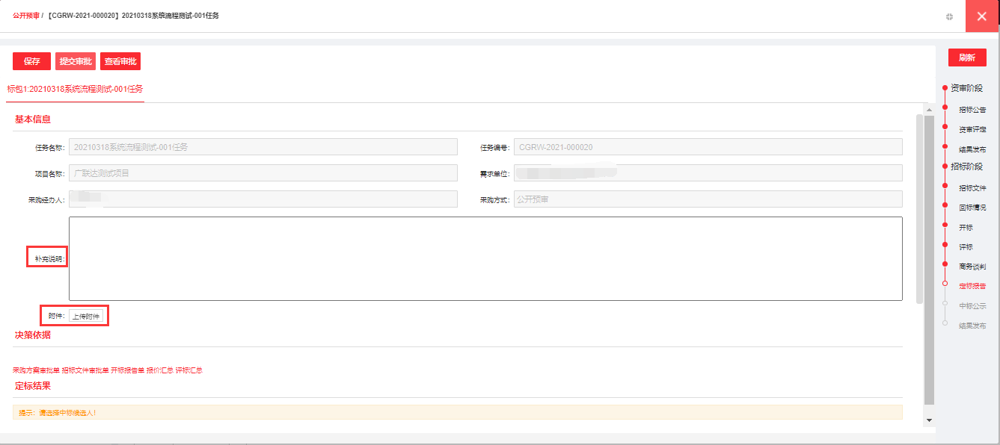 公开预审 / 【CGRW-2021-000020】20210318系统流程测试-001任务
保存 提交审批 查看审批
标包1:20210318系统流程测试-001任务
基本信息
任务名称: 20210318系统流程测试-001任务 任务编号: CGRW-2021-000020
项目名称: 广联达测试项目 需求单位:
采购经办人: 采购方式: 公开预审
补充说明:
附件: 上传附件
决策依据
采购方案审批单 招标文件审批单 开标报告单 报价汇总 评标汇总
定标结果
提示: 请选择中标候选人!
刷新
资审阶段
招标公告
资审评定
结果发布
招标阶段
招标文件
回标情况
开标
评标
商务谈判
定标报告
中标公示
结果发布